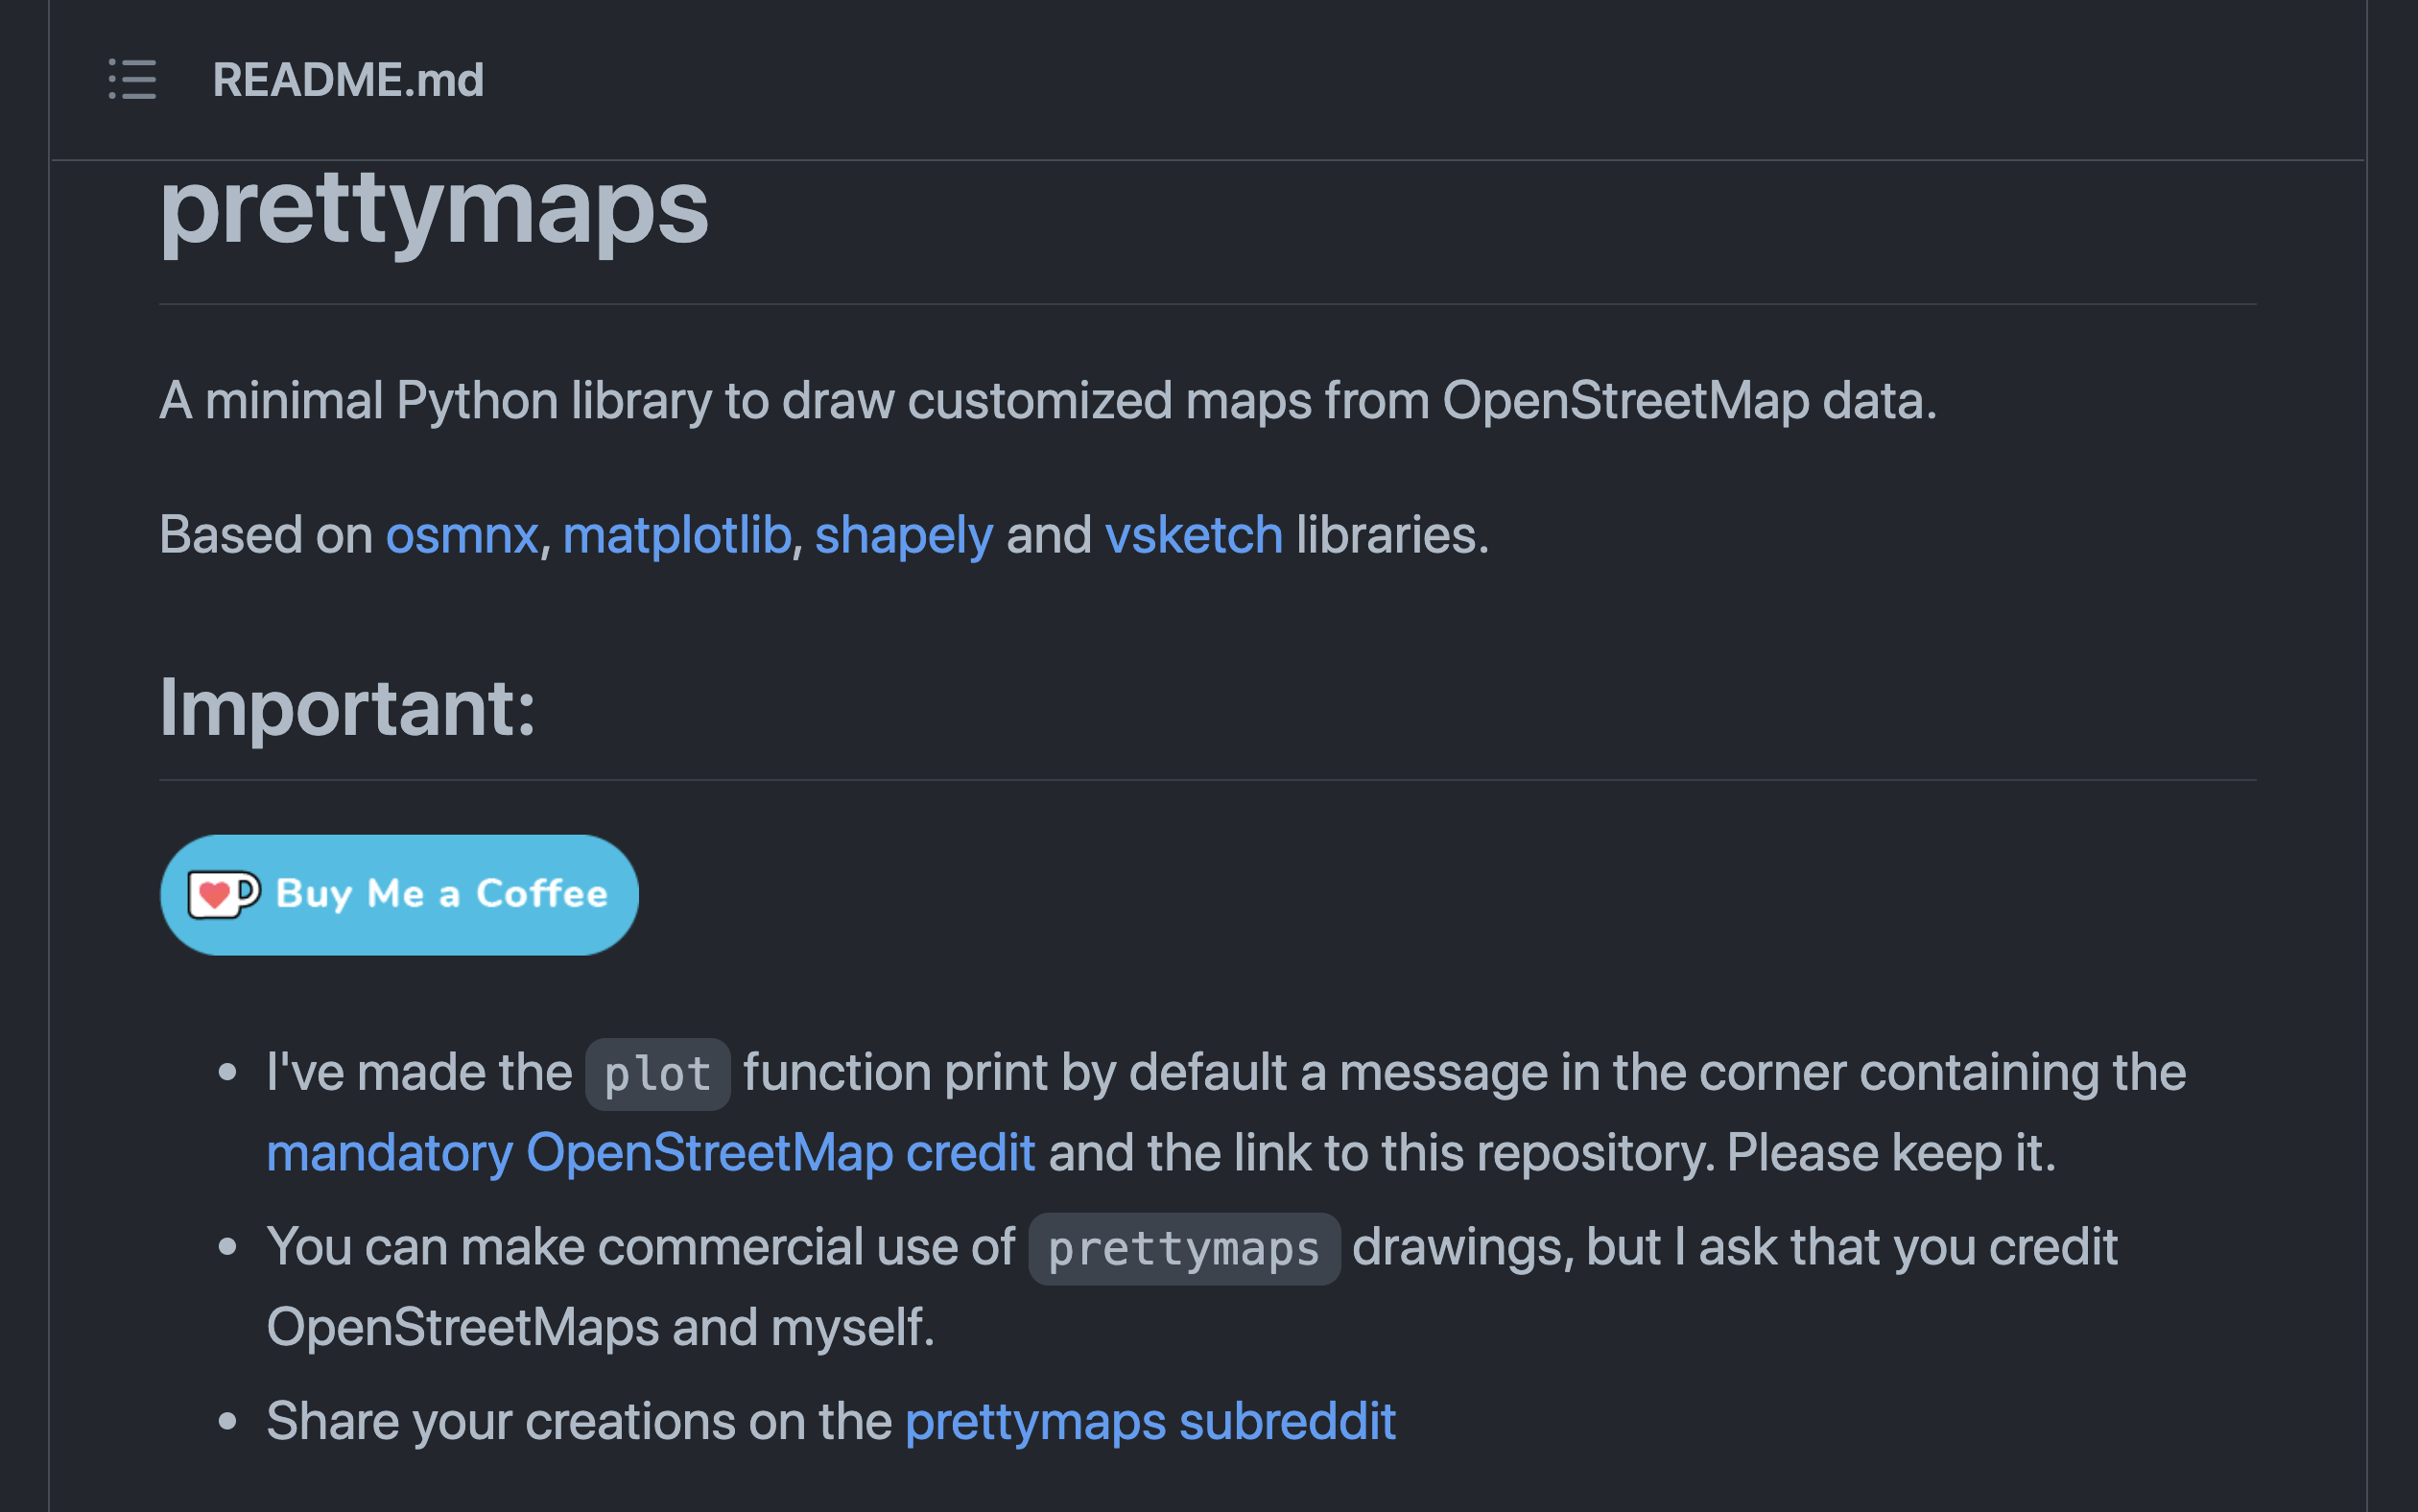 README.md
prettymaps
A minimal Python library to draw customized maps from OpenStreetMap data.
Based on osmnx, matplotlib, shapely and vsketch libraries.
Important:
Buy Me a Coffee
I've made the plot function print by default a message in the corner containing the
mandatory OpenStreetMap credit and the link to this repository. Please keep it.
You can make commercial use of prettymaps drawings, but I ask that you credit
OpenStreetMaps and myself.
Share your creations on the prettymaps subreddit